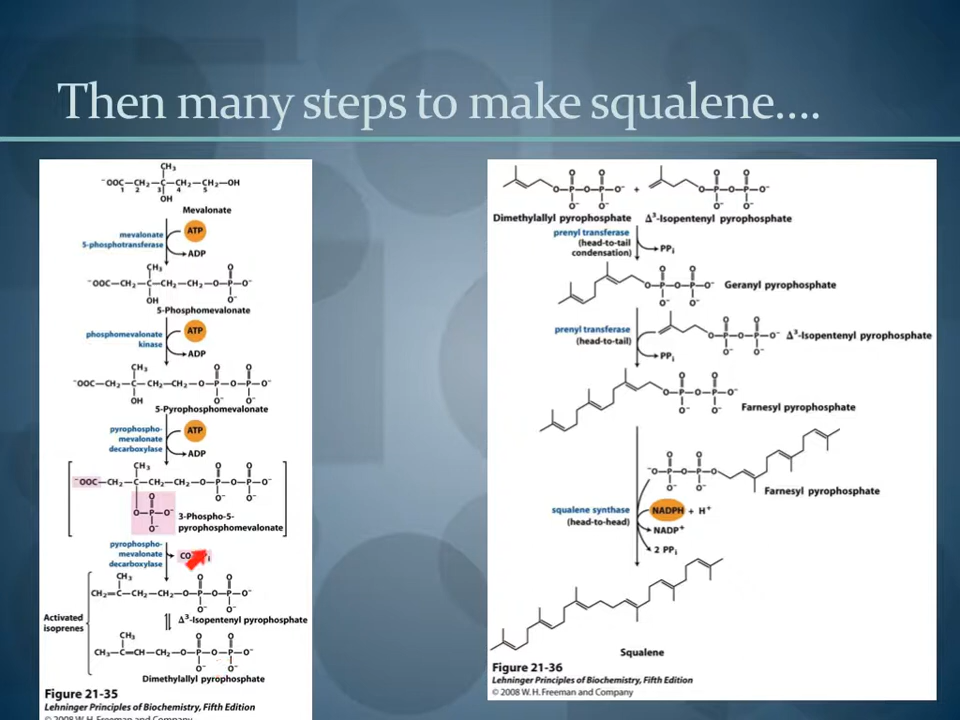 Then many steps to make squalene....
CH₃
⁻OOC—CH₂—C—CH₂—CH₂—OH
1 2 3 4 5
OH
Mevalonate
mevalonate
5-phosphotransferase
ATP
ADP
CH₃ O
⁻OOC—CH₂—C—CH₂—CH₂—O—P—O⁻
OH O⁻
5-Phosphomevalonate
phosphomevalonate
kinase
ATP
ADP
CH₃ O O
⁻OOC—CH₂—C—CH₂—CH₂—O—P—O—P—O⁻
OH O⁻ O⁻
5-Pyrophosphomevalonate
pyrophospho-
mevalonate
decarboxylase
ATP
ADP
CH₃ O O
⁻OOC—CH₂—C—CH₂—CH₂—O—P—O—P—O⁻
O O⁻ O⁻
O—P—O⁻
O⁻
3-Phospho-5-
pyrophosphomevalonate
pyrophospho-
mevalonate
decarboxylase
CH₃ O O
CH₂=C—CH₂—CH₂—O—P—O—P—O⁻
O⁻ O⁻
Activated
isoprenes
Δ³-Isopentenyl pyrophosphate
CH₃ O O
CH₃—C=CH—CH₂—O—P—O—P—O⁻
O⁻ O⁻
Dimethylallyl pyrophosphate
Figure 21-35
Lehninger Principles of Biochemistry, Fifth Edition
© 2008 W. H. Freeman and Company
O O O O
O—P—O—P—O⁻ + O—P—O—P—O⁻
O⁻ O⁻ O⁻ O⁻
Dimethylallyl pyrophosphate Δ³-Isopentenyl pyrophosphate
prenyl transferase
(head-to-tail
condensation)
PPᵢ
O O
O—P—O—P—O⁻
O⁻ O⁻
Geranyl pyrophosphate
prenyl transferase
(head-to-tail)
O O
O—P—O—P—O⁻
O⁻ O⁻
Δ³-Isopentenyl pyrophosphate
PPᵢ
O O
O—P—O—P—O⁻
O⁻ O⁻
Farnesyl pyrophosphate
O O
⁻O—P—O—P—O
O⁻ O⁻
Farnesyl pyrophosphate
squalene synthase
(head-to-head)
NADPH + H⁺
NADP⁺
2 PPᵢ
Squalene
Figure 21-36
Lehninger Principles of Biochemistry, Fifth Edition
© 2008 W. H. Freeman and Company